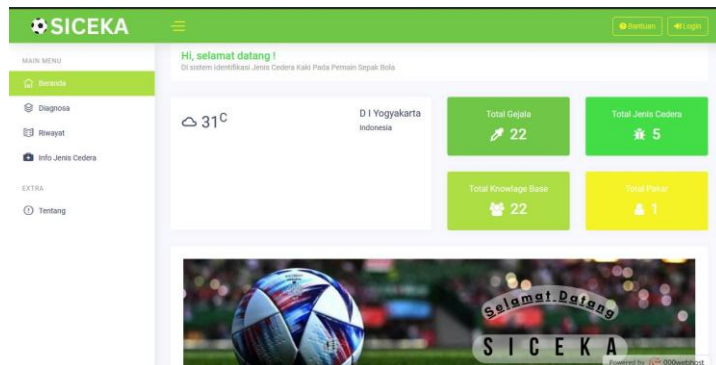 SICEKA
Bantuan
Login
MAIN MENU
Beranda
Diagnosa
Riwayat
Info Jenis Cedera
EXTRA
Tentang
Hi, selamat datang !
Di sistem Identifikasi Jenis Cedera Kaki Pada Pemain Sepak Bola
31C
D I Yogyakarta
Indonesia
Total Gejala
22
Total Jenis Cedera
5
Total Knowlage Base
22
Total Pakar
1
Selamat Datang
SICEKA
Powered by 000webhost